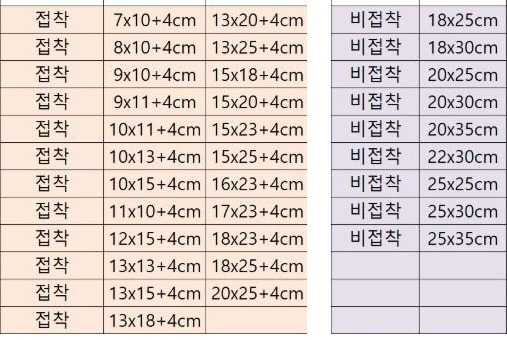 접착 7x10+4cm 13x20+4cm 비접착 18x25cm
접착 8x10+4cm 13x25+4cm 비접착 18x30cm
접착 9x10+4cm 15x18+4cm 비접착 20x25cm
접착 9x11+4cm 15x20+4cm 비접착 20x30cm
접착 10x11+4cm 15x23+4cm 비접착 20x35cm
접착 10x13+4cm 15x25+4cm 비접착 22x30cm
접착 10x15+4cm 16x23+4cm 비접착 25x25cm
접착 11x10+4cm 17x23+4cm 비접착 25x30cm
접착 12x15+4cm 18x23+4cm 비접착 25x35cm
접착 13x13+4cm 18x25+4cm
접착 13x15+4cm 20x25+4cm
접착 13x18+4cm